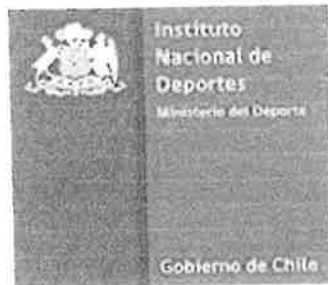 Instituto
Nacional de
Deportes
Ministerio del Deporte
Gobierno de Chile